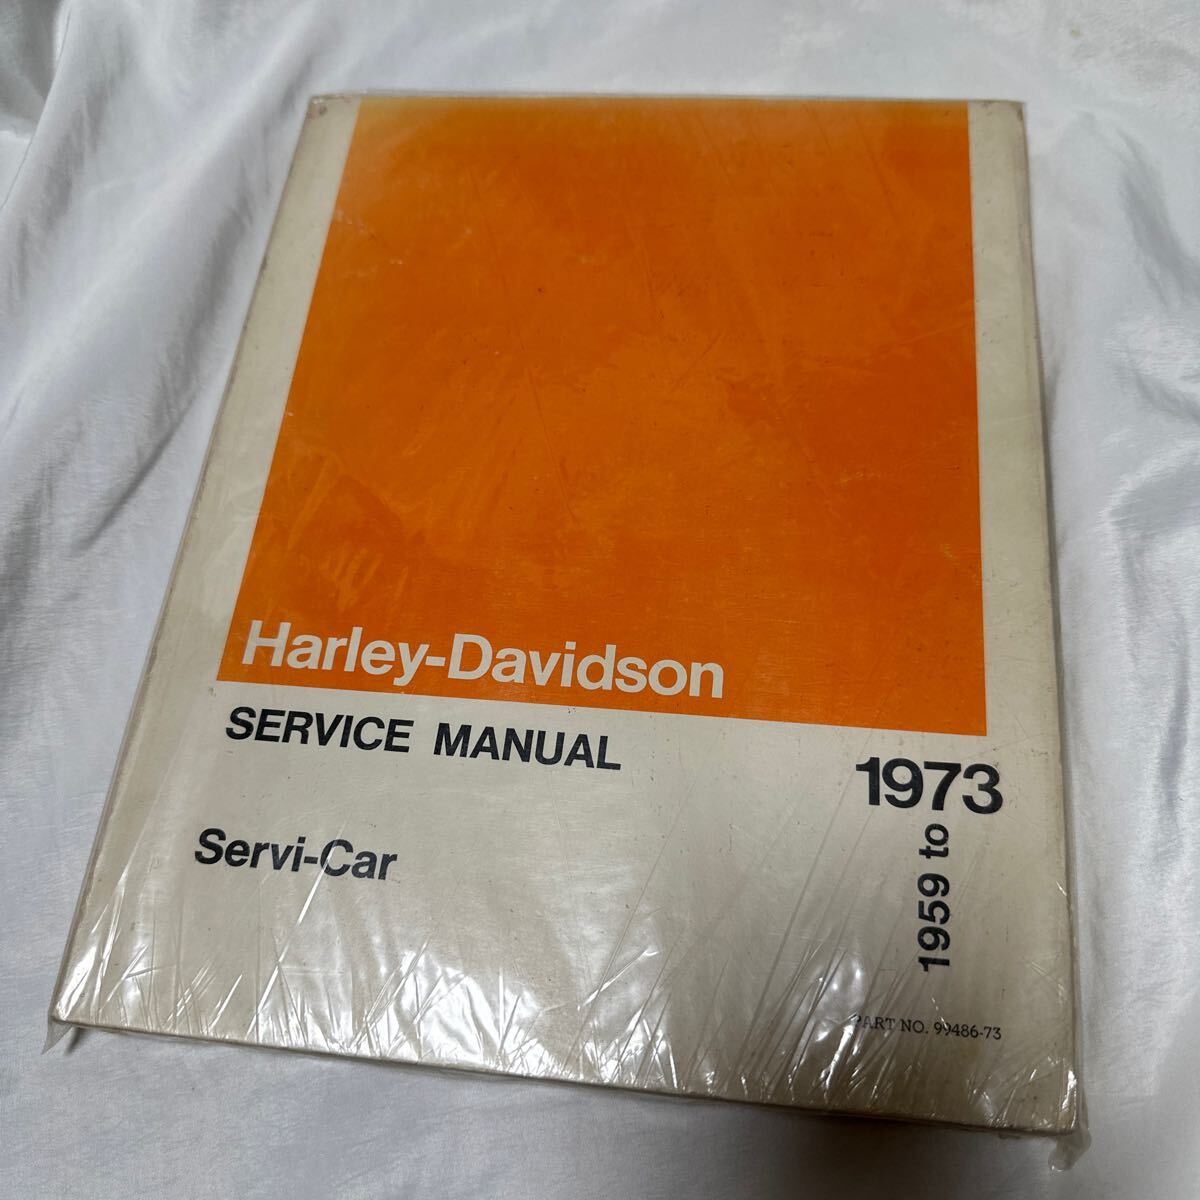 Harley-Davidson
SERVICE MANUAL
1973
1959 to
Servi-Car
PART NO. 99486-73